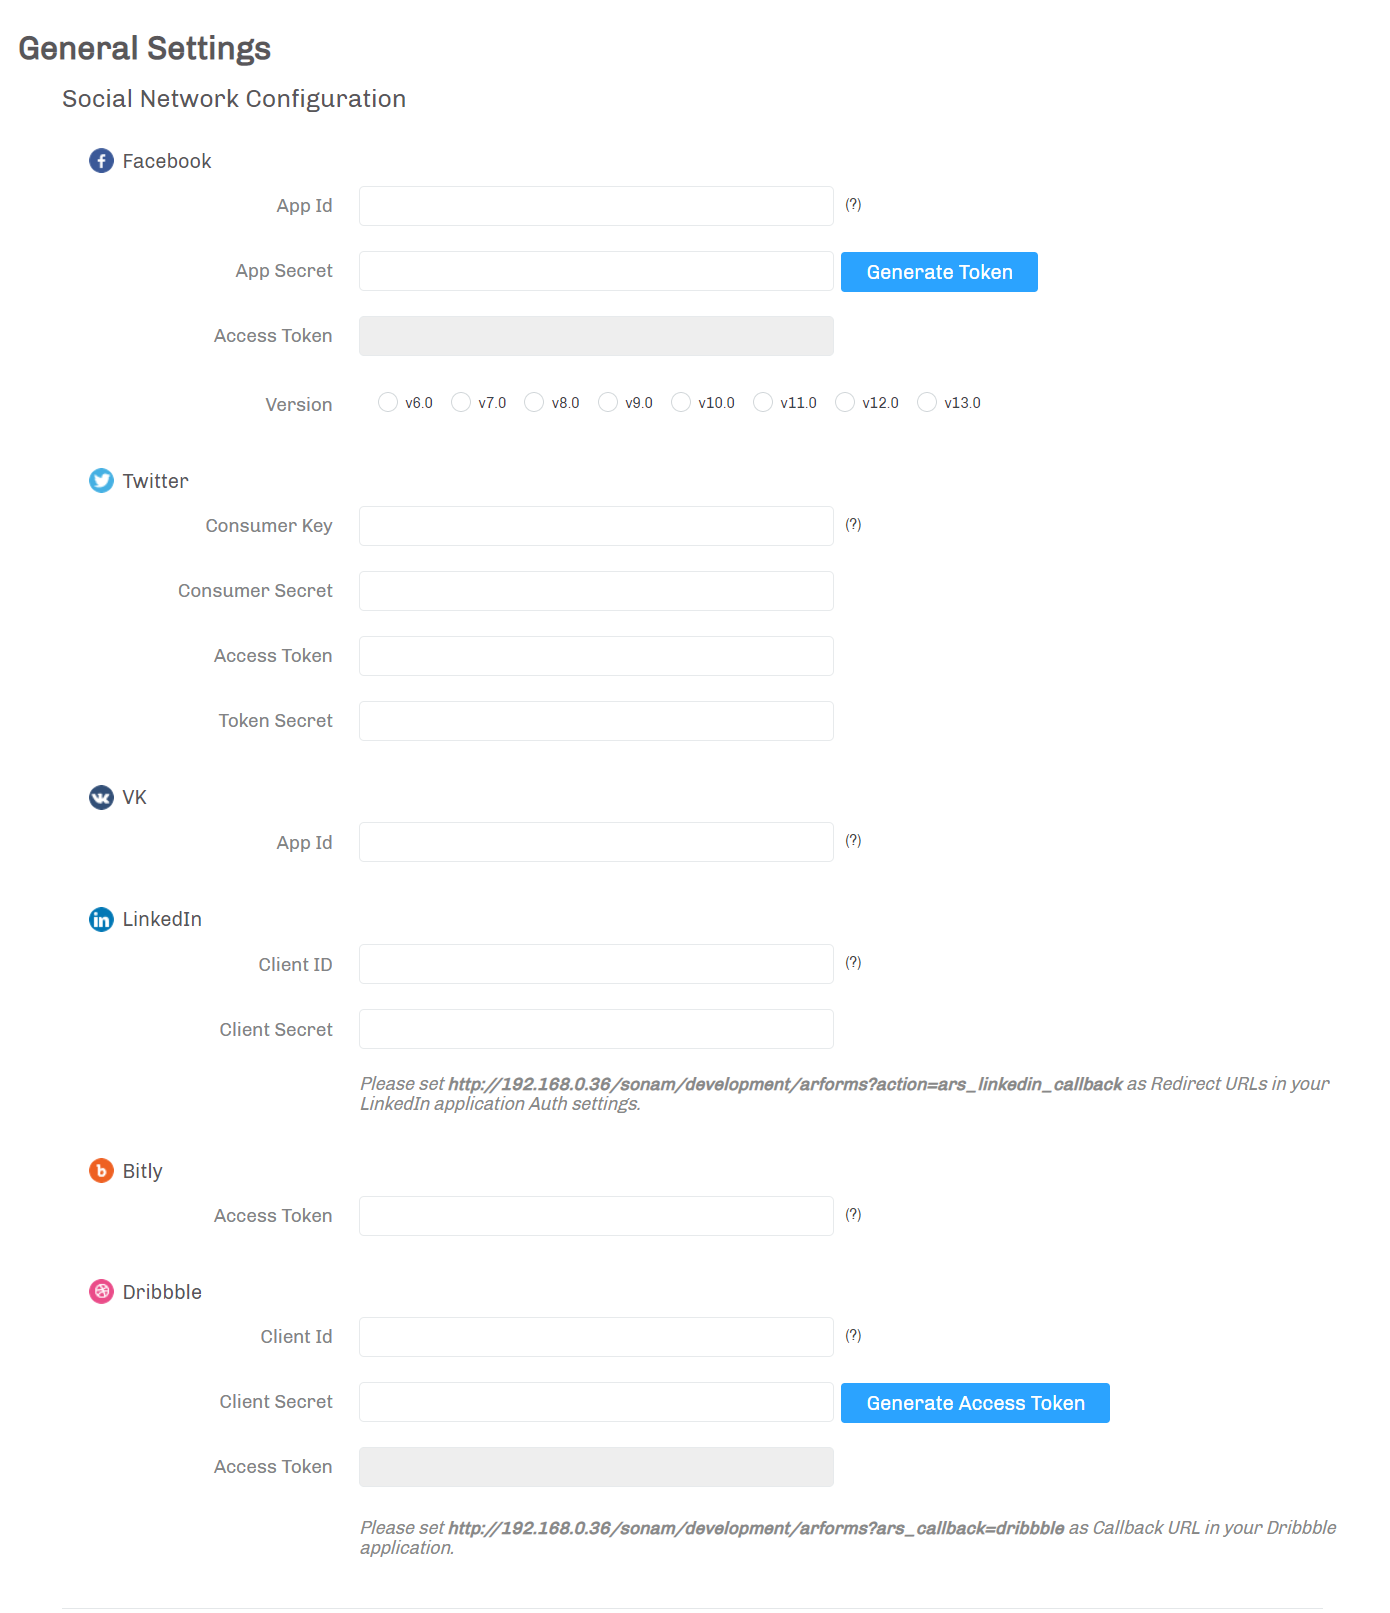 General Settings
Social Network Configuration
Facebook
App Id (?)
App Secret Generate Token
Access Token
Version v6.0 v7.0 v8.0 v9.0 v10.0 v11.0 v12.0 v13.0
Twitter
Consumer Key (?)
Consumer Secret
Access Token
Token Secret
VK
App Id (?)
LinkedIn
Client ID (?)
Client Secret
Please set http://192.168.0.36/sonam/development/arforms?action=ars_linkedin_callback as Redirect URLs in your
LinkedIn application Auth settings.
Bitly
Access Token (?)
Dribbble
Client Id (?)
Client Secret Generate Access Token
Access Token
Please set http://192.168.0.36/sonam/development/arforms?ars_callback=dribbble as Callback URL in your Dribbble
application.